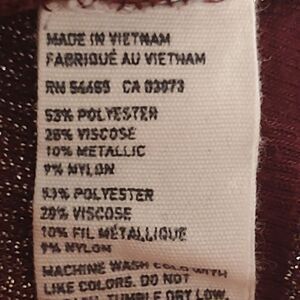 MADE IN VIETNAM
FABRIQUÉ AU VIETNAM
RN 54485 CA 03073
53% POLYESTER
28% VISCOSE
10% METALLIC
9% NYLON
53% POLYESTER
28% VISCOSE
10% FIL MÉTALLIQUE
9% NYLON
MACHINE WASH COLD WITH
LIKE COLORS. DO NOT
TUMBLE DRY LOW.